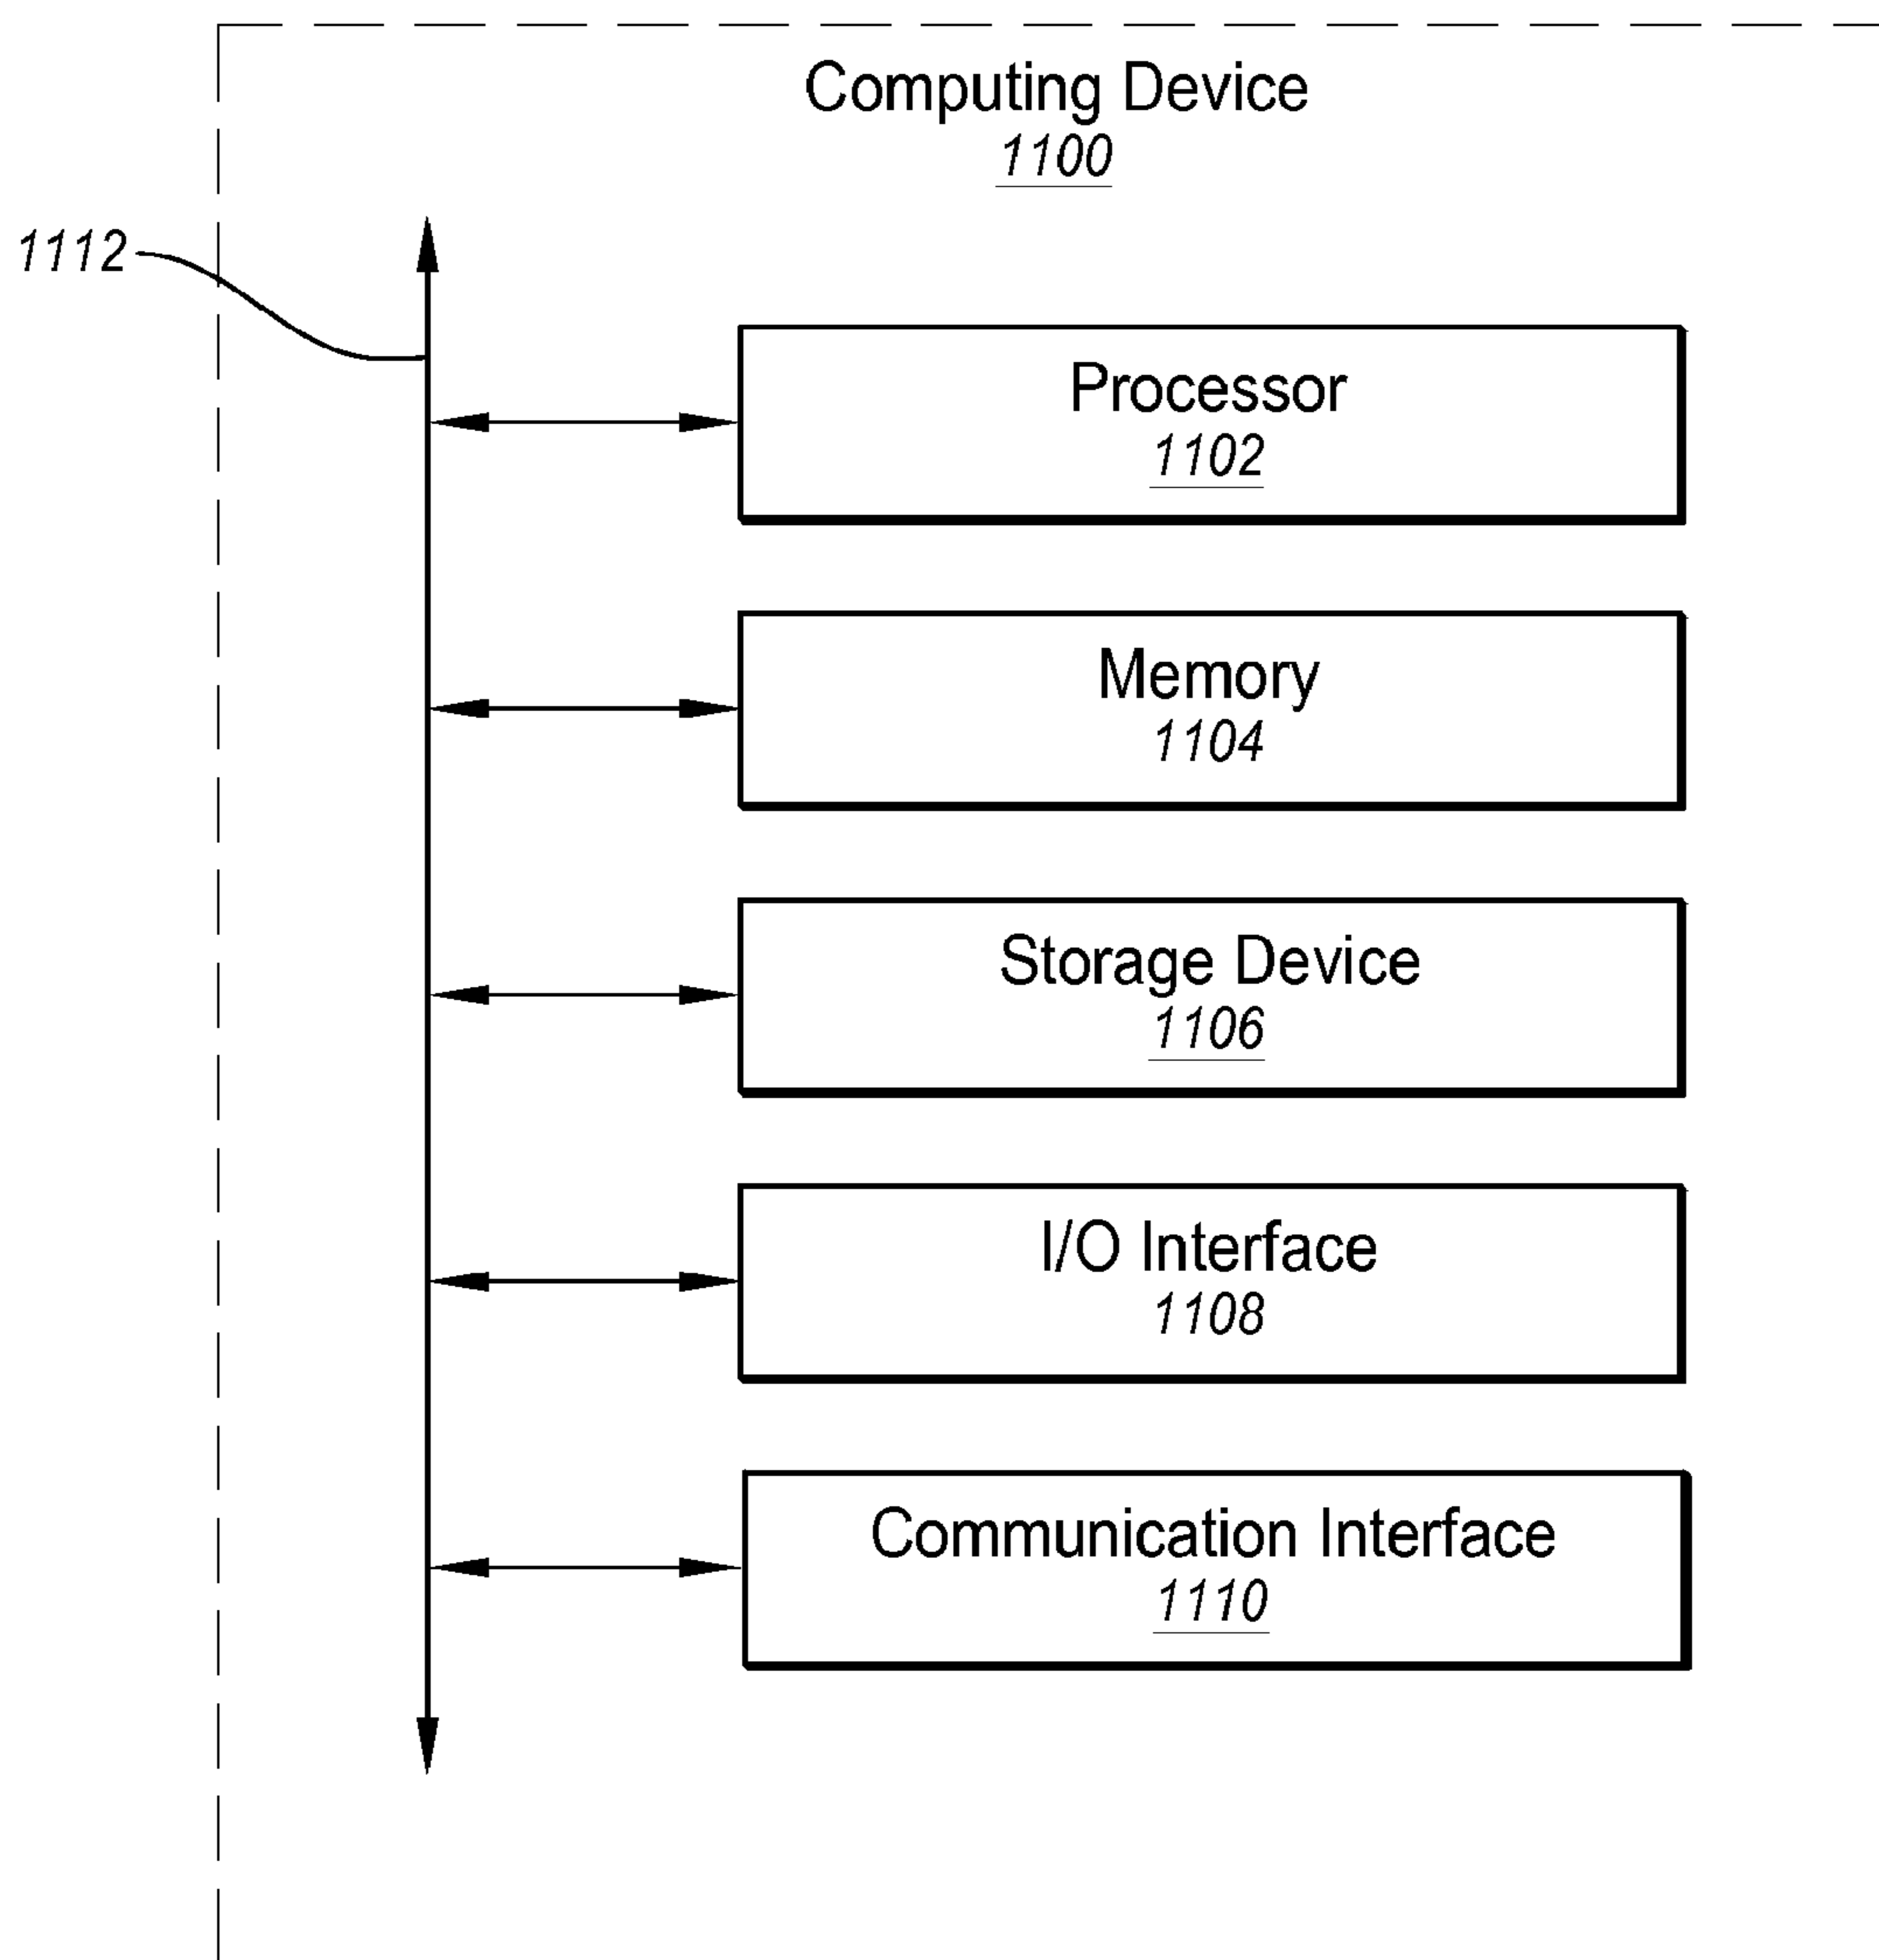 Computing Device
1100
1112
Processor
1102
Memory
1104
Storage Device
1106
I/O Interface
1108
Communication Interface
1110